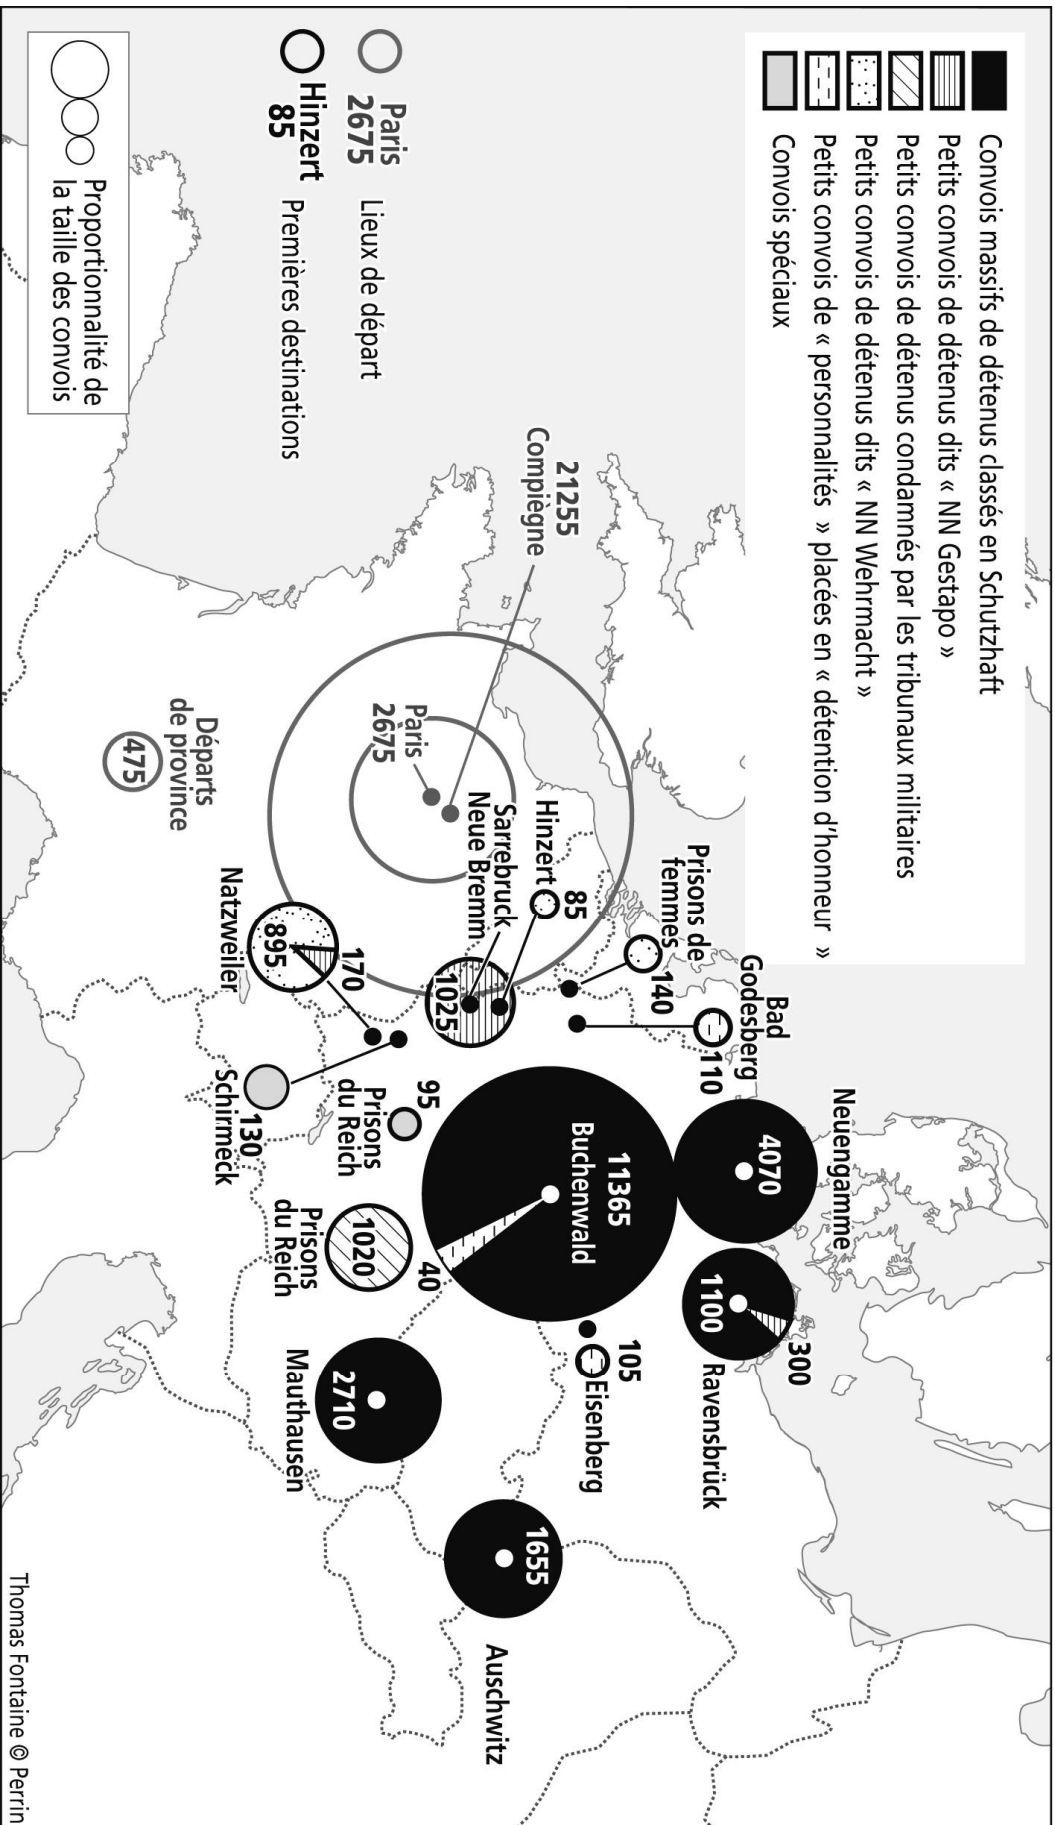 Convois massifs de détenus classés en Schutzhaft
Petits convois de détenus dits « NN Gestapo »
Petits convois de détenus condamnés par les tribunaux militaires
Petits convois de détenus dits « NN Wehrmacht »
Petits convois de « personnalités » placées en « détention d'honneur »
Convois spéciaux
Paris
2675
Lieux de départ
Hinzert
85
Premières destinations
Proportionnalité de
la taille des convois
21255
Compiègne
Paris
2675
Départs
de province
475
Hinzert
85
Sarrebruck
Neue Bremm
1025
Prisons de
femmes
140
Bad
Godesberg
110
Natzweiler
895
170
Schirmeck
130
95
Prisons
du Reich
Prisons
du Reich
1020
Neuengamme
4070
11365
Buchenwald
40
1100
300
Ravensbrück
105
Eisenberg
2710
Mauthausen
1655
Auschwitz
Thomas Fontaine © Perrin